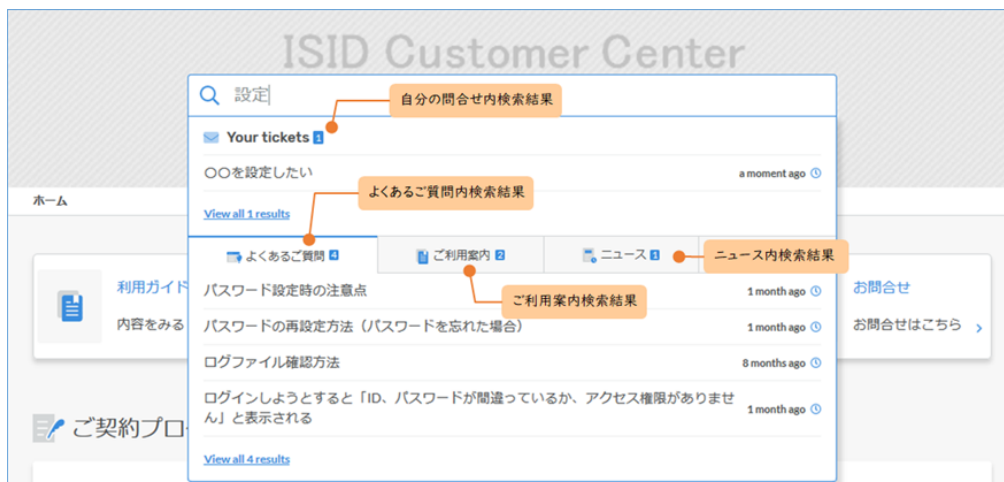 ISID Customer Center
設定
自分の問合せ内検索結果
Your tickets 1
〇〇を設定したい
a moment ago
よくあるご質問内検索結果
ホーム
View all 1 results
よくあるご質問 4
ご利用案内 2
ニュース 1
ニュース内検索結果
利用ガイド
パスワード設定時の注意点
1 month ago
お問合せ
ご利用案内検索結果
内容をみる
パスワードの再設定方法（パスワードを忘れた場合）
1 month ago
お問合せはこちら
ログファイル確認方法
8 months ago
ログインしようとすると「ID、パスワードが間違っているか、アクセス権限がありませ
ん」と表示される
1 month ago
ご契約プロ
View all 4 results